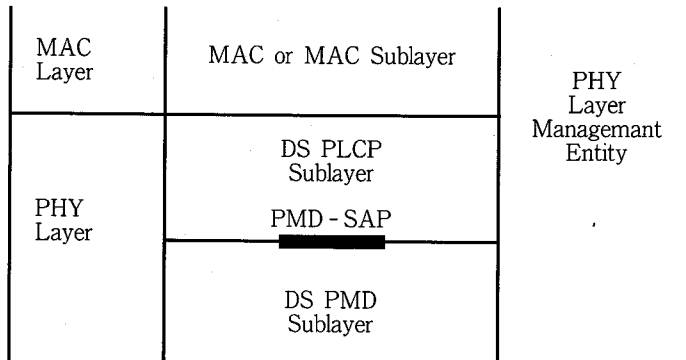 MAC
Layer
MAC or MAC Sublayer
PHY
Layer
Managemant
Entity
DS PLCP
Sublayer
PHY
Layer
PMD - SAP
DS PMD
Sublayer